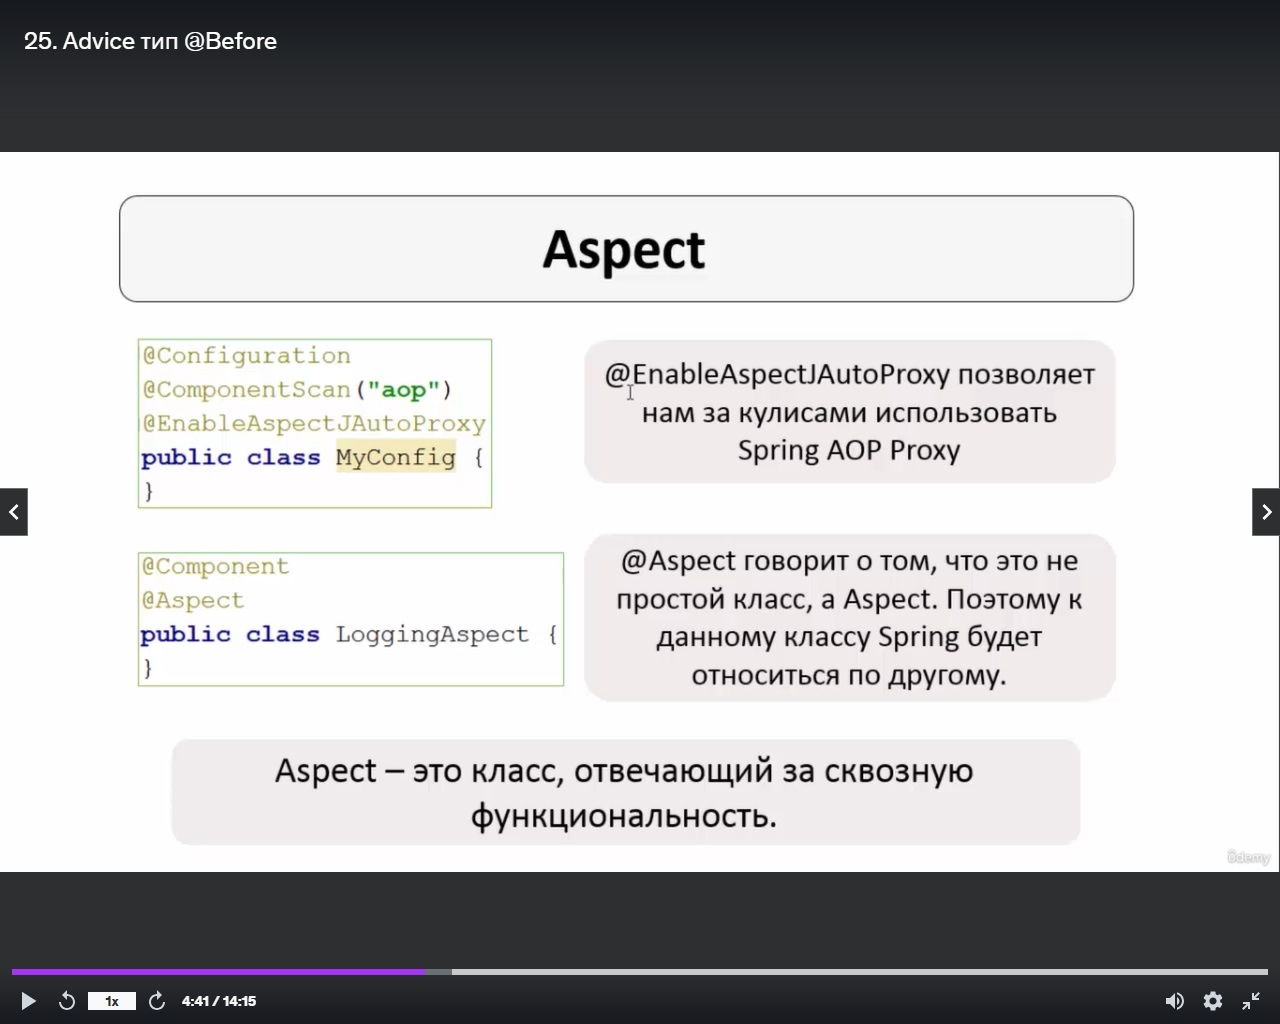 25. Advice тип @Before
Aspect
@Configuration
@ComponentScan("aop")
@EnableAspectJAutoProxy
public class MyConfig {
}
@EnableAspectJAutoProxy позволяет
нам за кулисами использовать
Spring AOP Proxy
@Component
@Aspect
public class LoggingAspect {
}
@Aspect говорит о том, что это не
простой класс, а Aspect. Поэтому к
данному классу Spring будет
относиться по другому.
Aspect – это класс, отвечающий за сквозную
функциональность.
ûdemy
1x
4:41 / 14:15